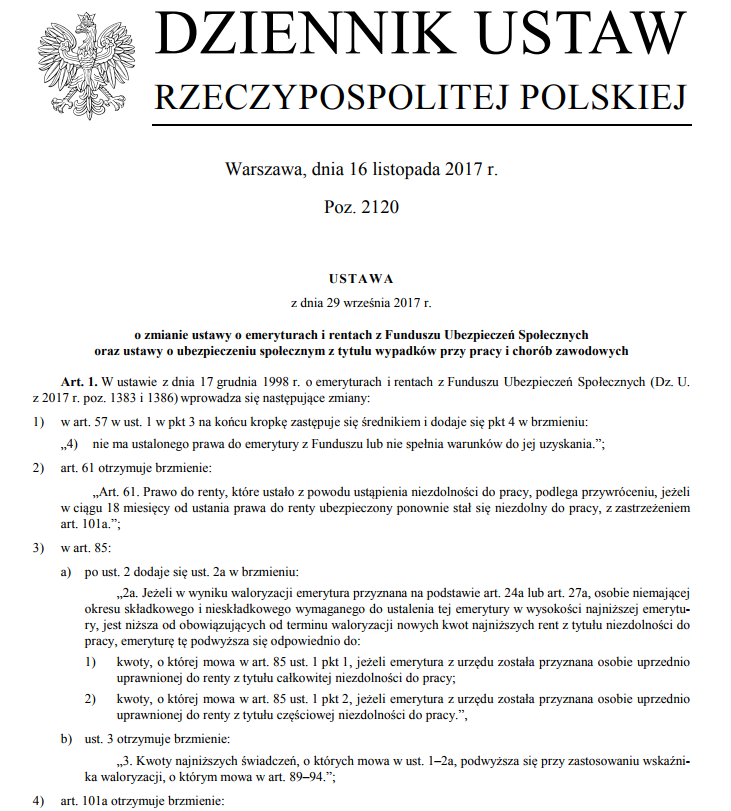 DZIENNIK USTAW
RZECZYPOSPOLITEJ POLSKIEJ
Warszawa, dnia 16 listopada 2017 r.
Poz. 2120
USTAWA
z dnia 29 września 2017 r.
o zmianie ustawy o emeryturach i rentach z Funduszu Ubezpieczeń Społecznych
oraz ustawy o ubezpieczeniu społecznym z tytułu wypadków przy pracy i chorób zawodowych
Art. 1. W ustawie z dnia 17 grudnia 1998 r. o emeryturach i rentach z Funduszu Ubezpieczeń Społecznych (Dz. U.
z 2017 r. poz. 1383 i 1386) wprowadza się następujące zmiany:
1) w art. 57 w ust. 1 w pkt 3 na końcu kropkę zastępuje się średnikiem i dodaje się pkt 4 w brzmieniu:
„4) nie ma ustalonego prawa do emerytury z Funduszu lub nie spełnia warunków do jej uzyskania.”;
2) art. 61 otrzymuje brzmienie:
„Art. 61. Prawo do renty, które ustało z powodu ustąpienia niezdolności do pracy, podlega przywróceniu, jeżeli
w ciągu 18 miesięcy od ustania prawa do renty ubezpieczony ponownie stał się niezdolny do pracy, z zastrzeżeniem
art. 101a.”;
3) w art. 85:
a) po ust. 2 dodaje się ust. 2a w brzmieniu:
„2a. Jeżeli w wyniku waloryzacji emerytura przyznana na podstawie art. 24a lub art. 27a, osobie niemającej
okresu składkowego i nieskładkowego wymaganego do ustalenia tej emerytury w wysokości najniższej emerytu-
ry, jest niższa od obowiązujących od terminu waloryzacji nowych kwot najniższych rent z tytułu niezdolności do
pracy, emeryturę tę podwyższa się odpowiednio do:
1) kwoty, o której mowa w art. 85 ust. 1 pkt 1, jeżeli emerytura z urzędu została przyznana osobie uprzednio
uprawnionej do renty z tytułu całkowitej niezdolności do pracy;
2) kwoty, o której mowa w art. 85 ust. 1 pkt 2, jeżeli emerytura z urzędu została przyznana osobie uprzednio
uprawnionej do renty z tytułu częściowej niezdolności do pracy.”,
b) ust. 3 otrzymuje brzmienie:
„3. Kwoty najniższych świadczeń, o których mowa w ust. 1–2a, podwyższa się przy zastosowaniu wskaźni-
ka waloryzacji, o którym mowa w art. 89–94.”;
4) art. 101a otrzymuje brzmienie: